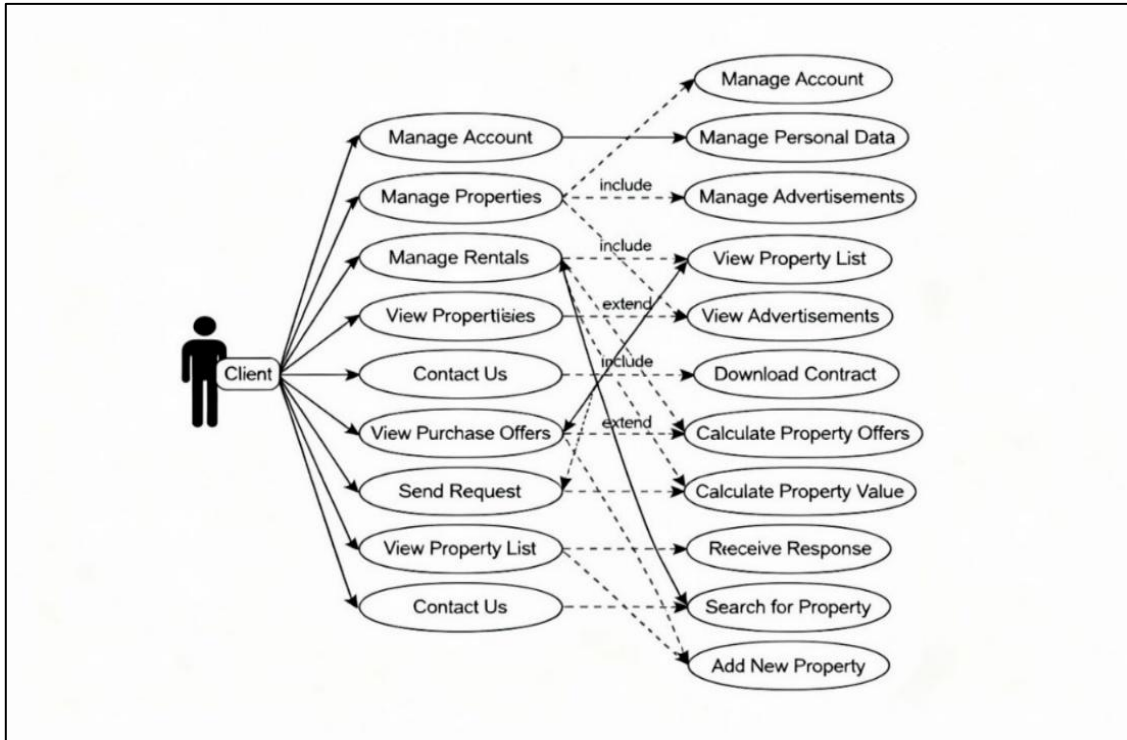 Manage Account
Manage Account
Manage Personal Data
Manage Properties
include
Manage Advertisements
Manage Rentals
include
View Property List
View Propertisies
extend
View Advertisements
Client
Contact Us
include
Download Contract
View Purchase Offers
extend
Calculate Property Offers
Send Request
Calculate Property Value
View Property List
Receive Response
Contact Us
Search for Property
Add New Property